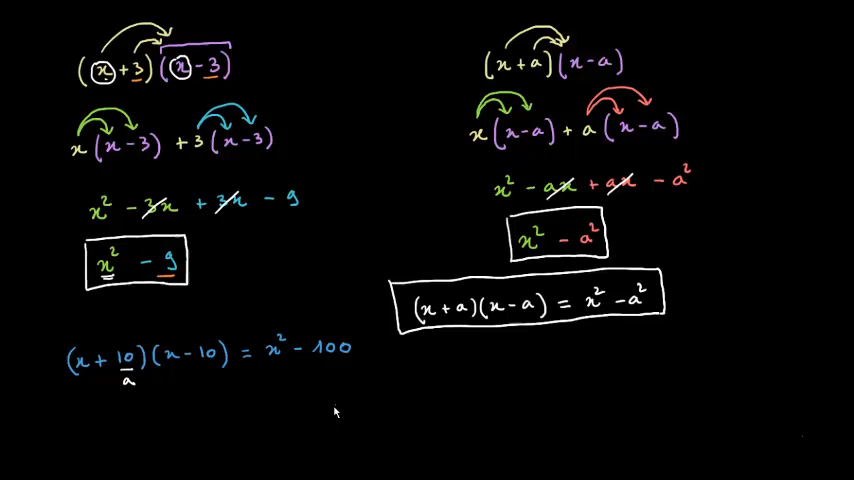 (x + 3)(x - 3)
x(x - 3) + 3(x - 3)
x² - 3x + 3x - 9
x² - 9
(x + 10)(x - 10) = x² - 100
a
(x + a)(x - a)
x(x - a) + a(x - a)
x² - ax + ax - a²
x² - a²
(x + a)(x - a) = x² - a²